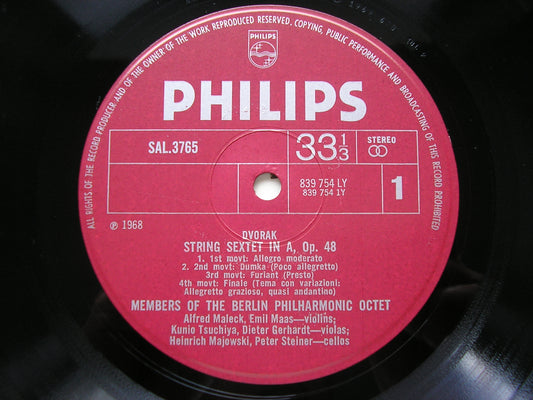 ALL RIGHTS OF THE RECORD PRODUCER AND OF THE OWNER OF THE WORK REPRODUCED RESERVED. COPYING, PUBLIC PERFORMANCE AND BROADCASTING OF THIS RECORD PROHIBITED
PHILIPS
PHILIPS
SAL.3765
33 1/3
STEREO
839 754 LY
839 754 1Y
1
℗ 1968
DVORAK
STRING SEXTET IN A, Op. 48
1. 1st movt: Allegro moderato
2. 2nd movt: Dumka (Poco allegretto)
3rd movt: Furiant (Presto)
4th movt: Finale (Tema con variazioni:
Allegretto grazioso, quasi andantino)
MEMBERS OF THE BERLIN PHILHARMONIC OCTET
Alfred Maleck, Emil Maas—violins;
Kunio Tsuchiya, Dieter Gerhardt—violas;
Heinrich Majowski, Peter Steiner—cellos